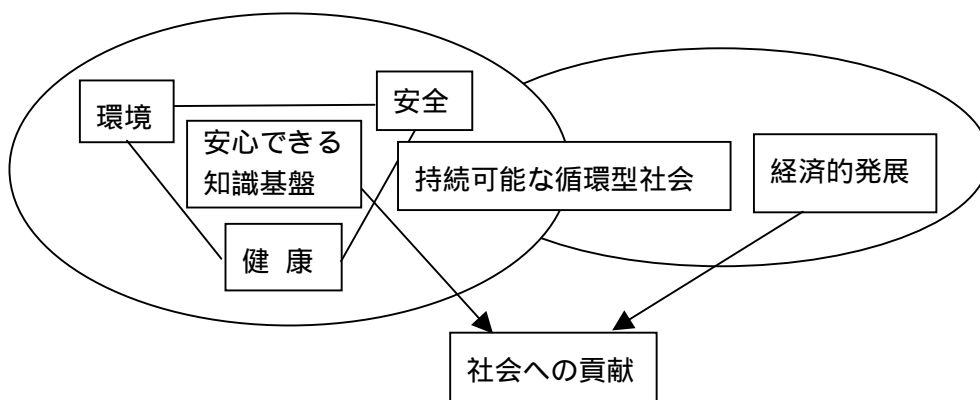 環境
安全
安心できる
知識基盤
持続可能な循環型社会
経済的発展
健 康
社会への貢献